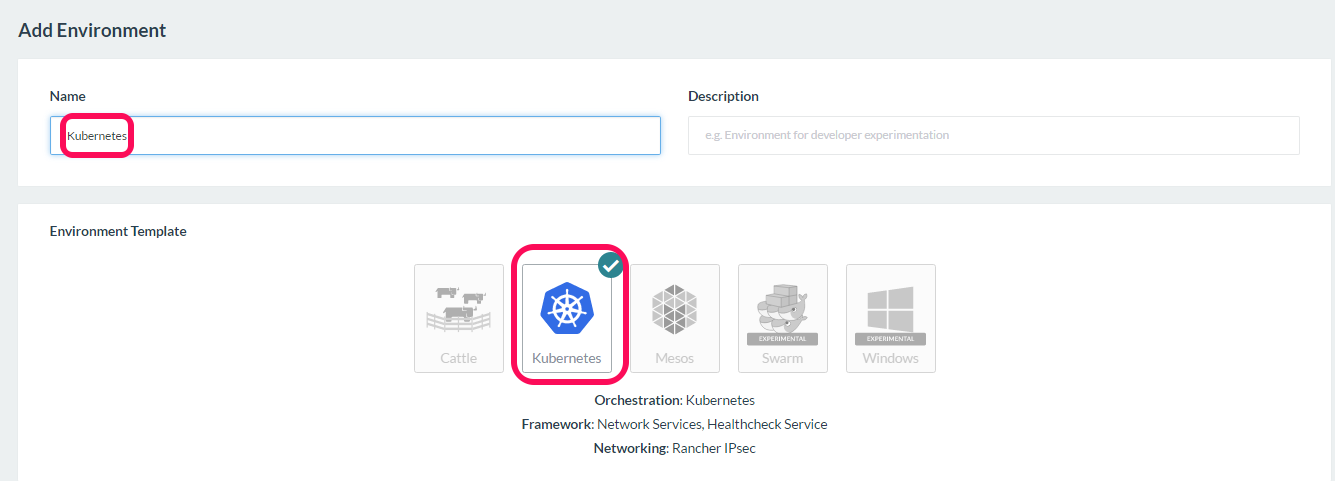 Add Environment
Name
Description
Kubernetes
e.g. Environment for developer experimentation
Environment Template
EXPERIMENTAL
EXPERIMENTAL
Cattle
Kubernetes
Mesos
Swarm
Windows
Orchestration: Kubernetes
Framework: Network Services, Healthcheck Service
Networking: Rancher IPsec